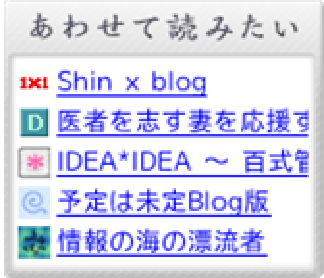 あわせて読みたい
1×1 Shin x blog
D 医者を志す妻を応援す
IDEA*IDEA ～ 百式管
予定は未定Blog版
情報の海の漂流者